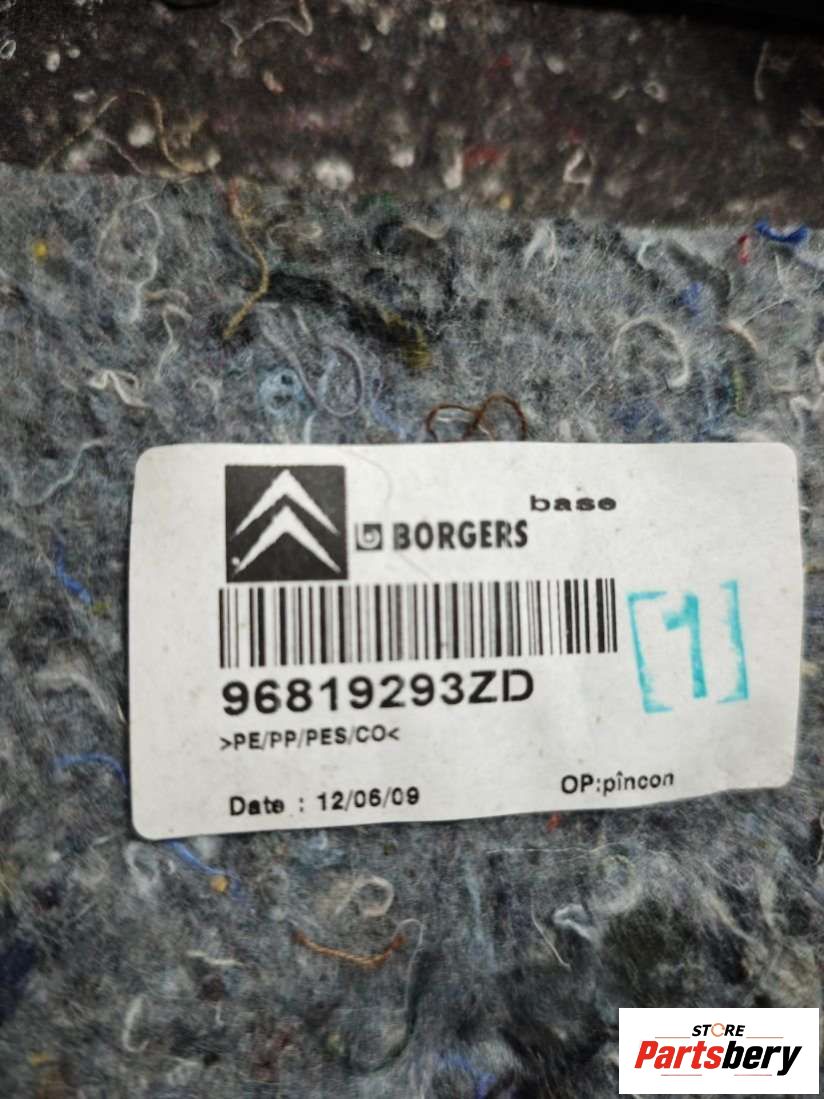 base
BORGERS
96819293ZD
[1]
>PE/PP/PES/CO<
Date : 12/06/09
OP:pîncon
STORE
Partsbery